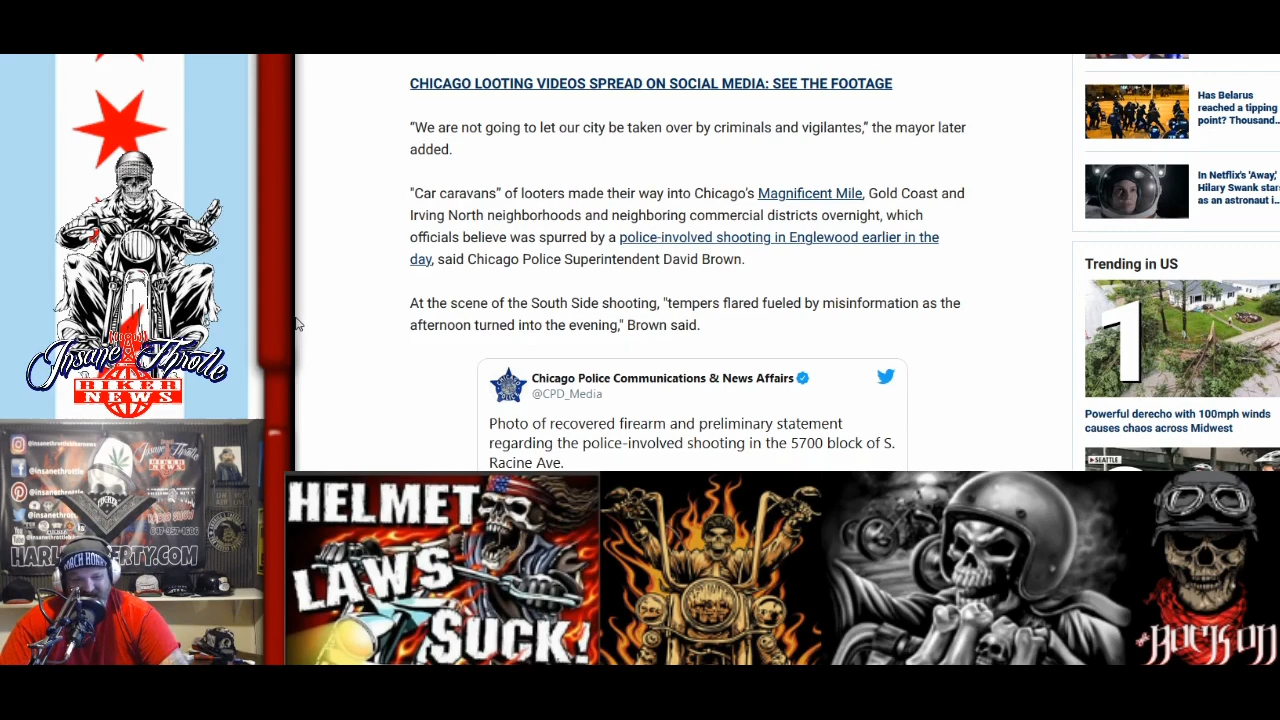 CHICAGO LOOTING VIDEOS SPREAD ON SOCIAL MEDIA: SEE THE FOOTAGE
“We are not going to let our city be taken over by criminals and vigilantes,” the mayor later
added.
"Car caravans” of looters made their way into Chicago's Magnificent Mile, Gold Coast and
Irving North neighborhoods and neighboring commercial districts overnight, which
officials believe was spurred by a police-involved shooting in Englewood earlier in the
day, said Chicago Police Superintendent David Brown.
At the scene of the South Side shooting, "tempers flared fueled by misinformation as the
afternoon turned into the evening," Brown said.
Chicago Police Communications & News Affairs
@CPD_Media
Photo of recovered firearm and preliminary statement
regarding the police-involved shooting in the 5700 block of S.
Racine Ave.
Has Belarus
reached a tipping
point? Thousand...
In Netflix's 'Away,'
Hilary Swank star
as an astronaut i...
Trending in US
1
Powerful derecho with 100mph winds
causes chaos across Midwest
SEATTLE
Insane Throttle
BIKER
NEWS
@insanethrottlebikernews
@insanethrottle
HELMET
LAWS
SUCK!
ROCK ON